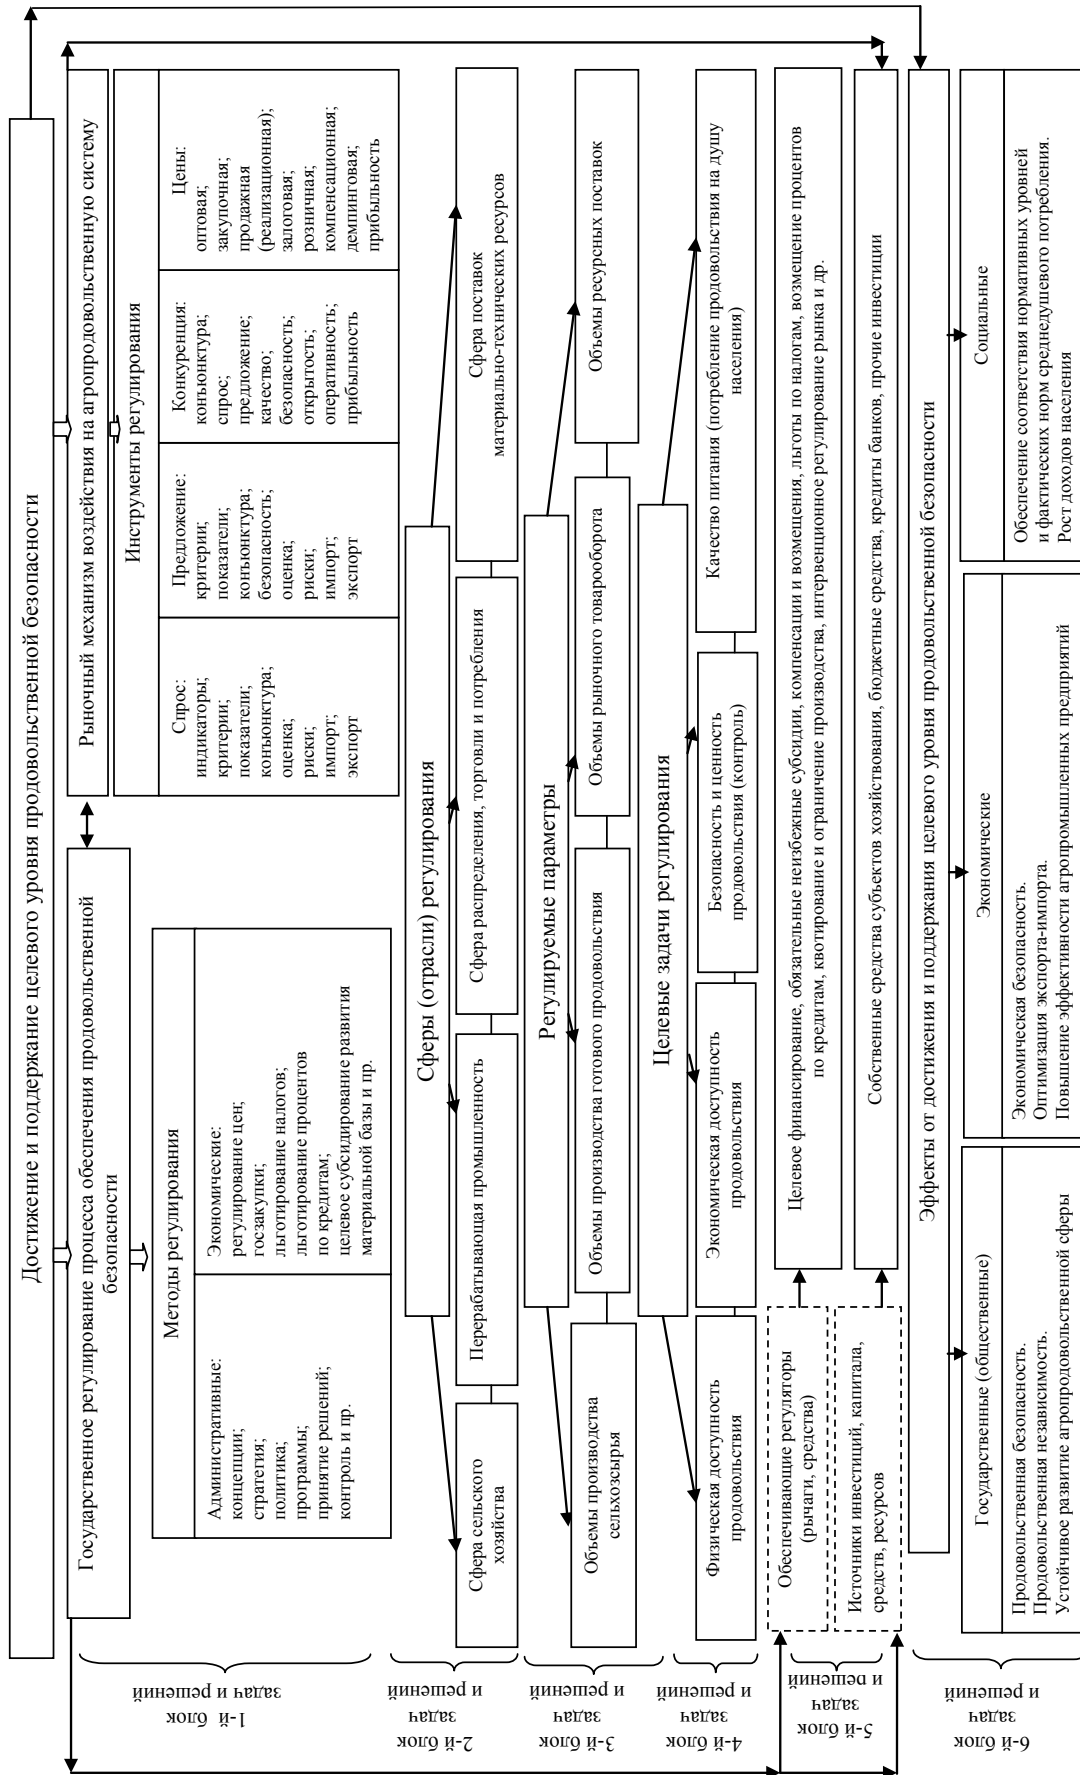 Достижение и поддержание целевого уровня продовольственной безопасности
1-й блок
задач и решений
Государственное регулирование процесса обеспечения продовольственной
безопасности
Рыночный механизм воздействия на агропродовольственную систему
Методы регулирования
Административные:
концепции;
стратегия;
политика;
программы;
принятие решений;
контроль и пр.
Экономические:
регулирование цен;
госзакупки;
льготирование налогов;
льготирование процентов
по кредитам;
целевое субсидирование развития
материальной базы и пр.
Инструменты регулирования
Спрос:
индикаторы;
критерии;
показатели;
конъюнктура;
оценка;
риски;
импорт;
экспорт
Предложение:
критерии;
показатели;
конъюнктура;
безопасность;
оценка;
риски;
импорт;
экспорт
Конкуренция:
конъюнктура;
спрос;
предложение;
качество;
безопасность;
открытость;
оперативность;
прибыльность
Цены:
оптовая;
закупочная;
продажная
(реализационная);
залоговая;
розничная;
компенсационная;
демпинговая;
прибыльность
2-й блок
задач
и решений
Сферы (отрасли) регулирования
Сфера сельского
хозяйства
Перерабатывающая промышленность
Сфера распределения, торговли и потребления
Сфера поставок
материально-технических ресурсов
3-й блок
задач
и решений
Регулируемые параметры
Объемы производства
сельхозсырья
Объемы производства готового продовольствия
Объемы рыночного товарооборота
Объемы ресурсных поставок
4-й блок
задач
и решений
Целевые задачи регулирования
Физическая доступность
продовольствия
Экономическая доступность
продовольствия
Безопасность и ценность
продовольствия (контроль)
Качество питания (потребление продовольствия на душу
населения)
5-й блок
задач
и решений
Обеспечивающие регуляторы
(рычаги, средства)
Целевое финансирование, обязательные неизбежные субсидии, компенсации и возмещения, льготы по налогам, возмещение процентов
по кредитам, квотирование и ограничение производства, интервенционное регулирование рынка и др.
Источники инвестиций, капитала,
средств, ресурсов
Собственные средства субъектов хозяйствования, бюджетные средства, кредиты банков, прочие инвестиции
6-й блок
задач
и решений
Эффекты от достижения и поддержания целевого уровня продовольственной безопасности
Государственные (общественные)
Продовольственная безопасность.
Продовольственная независимость.
Устойчивое развитие агропродовольственной сферы
Экономические
Экономическая безопасность.
Оптимизация экспорта-импорта.
Повышение эффективности агропромышленных предприятий
Социальные
Обеспечение соответствия нормативных уровней
и фактических норм среднедушевого потребления.
Рост доходов населения